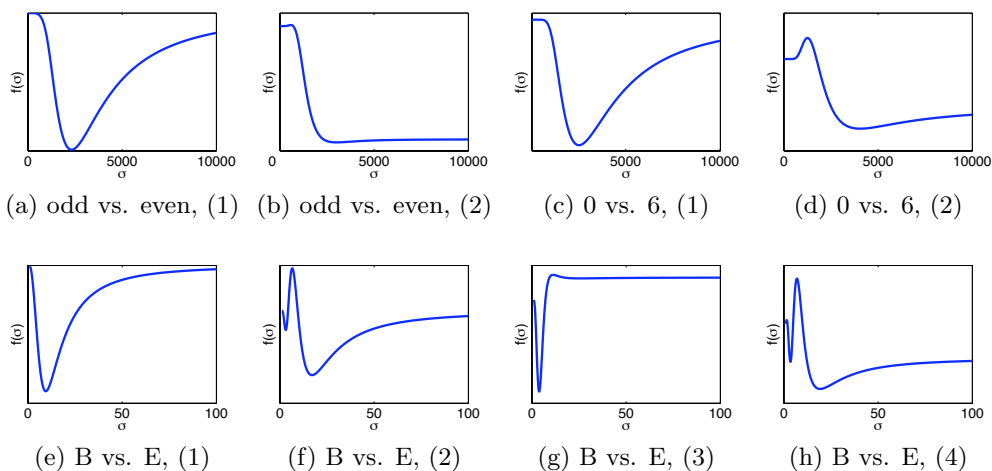 f(σ) f(σ) f(σ) f(σ)
0 5000 10000 0 5000 10000 0 5000 10000 0 5000 10000
σ σ σ σ
(a) odd vs. even, (1) (b) odd vs. even, (2) (c) 0 vs. 6, (1) (d) 0 vs. 6, (2)
f(σ) f(σ) f(σ) f(σ)
0 50 100 0 50 100 0 50 100 0 50 100
σ σ σ σ
(e) B vs. E, (1) (f) B vs. E, (2) (g) B vs. E, (3) (h) B vs. E, (4)